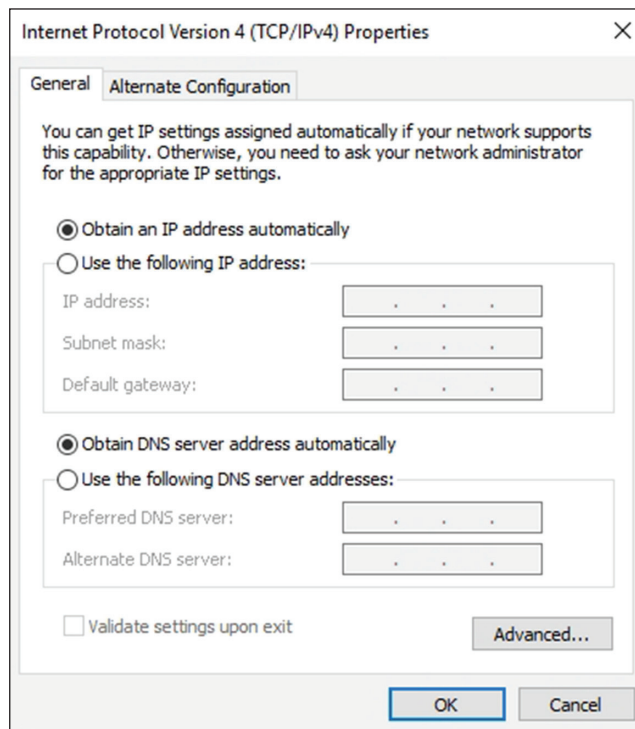 Internet Protocol Version 4 (TCP/IPv4) Properties
General
Alternate Configuration
You can get IP settings assigned automatically if your network supports
this capability. Otherwise, you need to ask your network administrator
for the appropriate IP settings.
Obtain an IP address automatically
Use the following IP address:
IP address:
Subnet mask:
Default gateway:
Obtain DNS server address automatically
Use the following DNS server addresses:
Preferred DNS server:
Alternate DNS server:
Validate settings upon exit
Advanced...
OK
Cancel